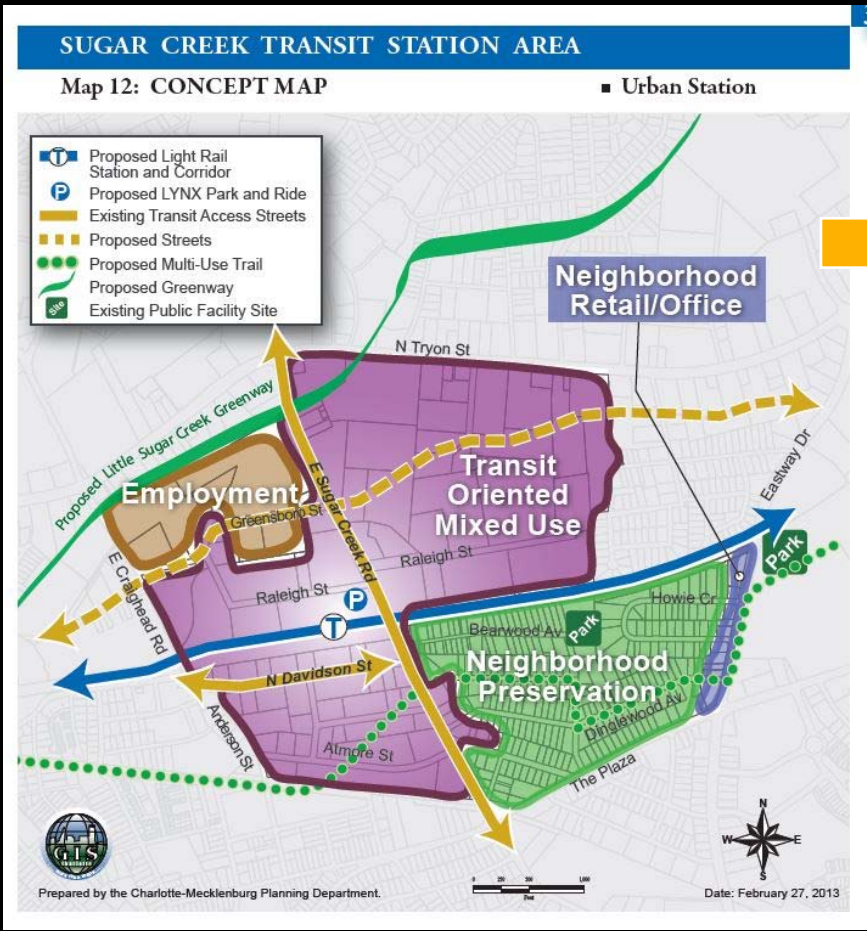 SUGAR CREEK TRANSIT STATION AREA
Map 12: CONCEPT MAP
▪ Urban Station
T
Proposed Light Rail
Station and Corridor
P
Proposed LYNX Park and Ride
Existing Transit Access Streets
Proposed Streets
Proposed Multi-Use Trail
Proposed Greenway
Site
Existing Public Facility Site
Neighborhood
Retail/Office
N Tryon St
Proposed Little Sugar Creek Greenway
E Sugar Creek Rd
Transit
Oriented
Mixed Use
Eastway Dr
Employment
Greensboro St
Park
E Craighead Rd
Raleigh St
Raleigh St
P
Howie Cr
T
Bearwood Av
Park
N Davidson St
Neighborhood
Preservation
Anderson St
Dinglewood Av
Atmore St
The Plaza
GIS
N
W
E
S
Feet
Prepared by the Charlotte-Mecklenburg Planning Department.
Date: February 27, 2013